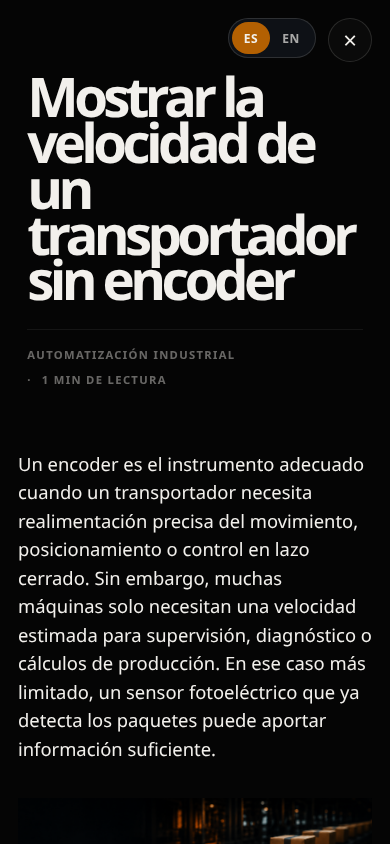 ES EN ×
Mostrar la
velocidad de
un
transportador
sin encoder
AUTOMATIZACIÓN INDUSTRIAL
· 1 MIN DE LECTURA
Un encoder es el instrumento adecuado
cuando un transportador necesita
realimentación precisa del movimiento,
posicionamiento o control en lazo
cerrado. Sin embargo, muchas
máquinas solo necesitan una velocidad
estimada para supervisión, diagnóstico o
cálculos de producción. En ese caso más
limitado, un sensor fotoeléctrico que ya
detecta los paquetes puede aportar
información suficiente.